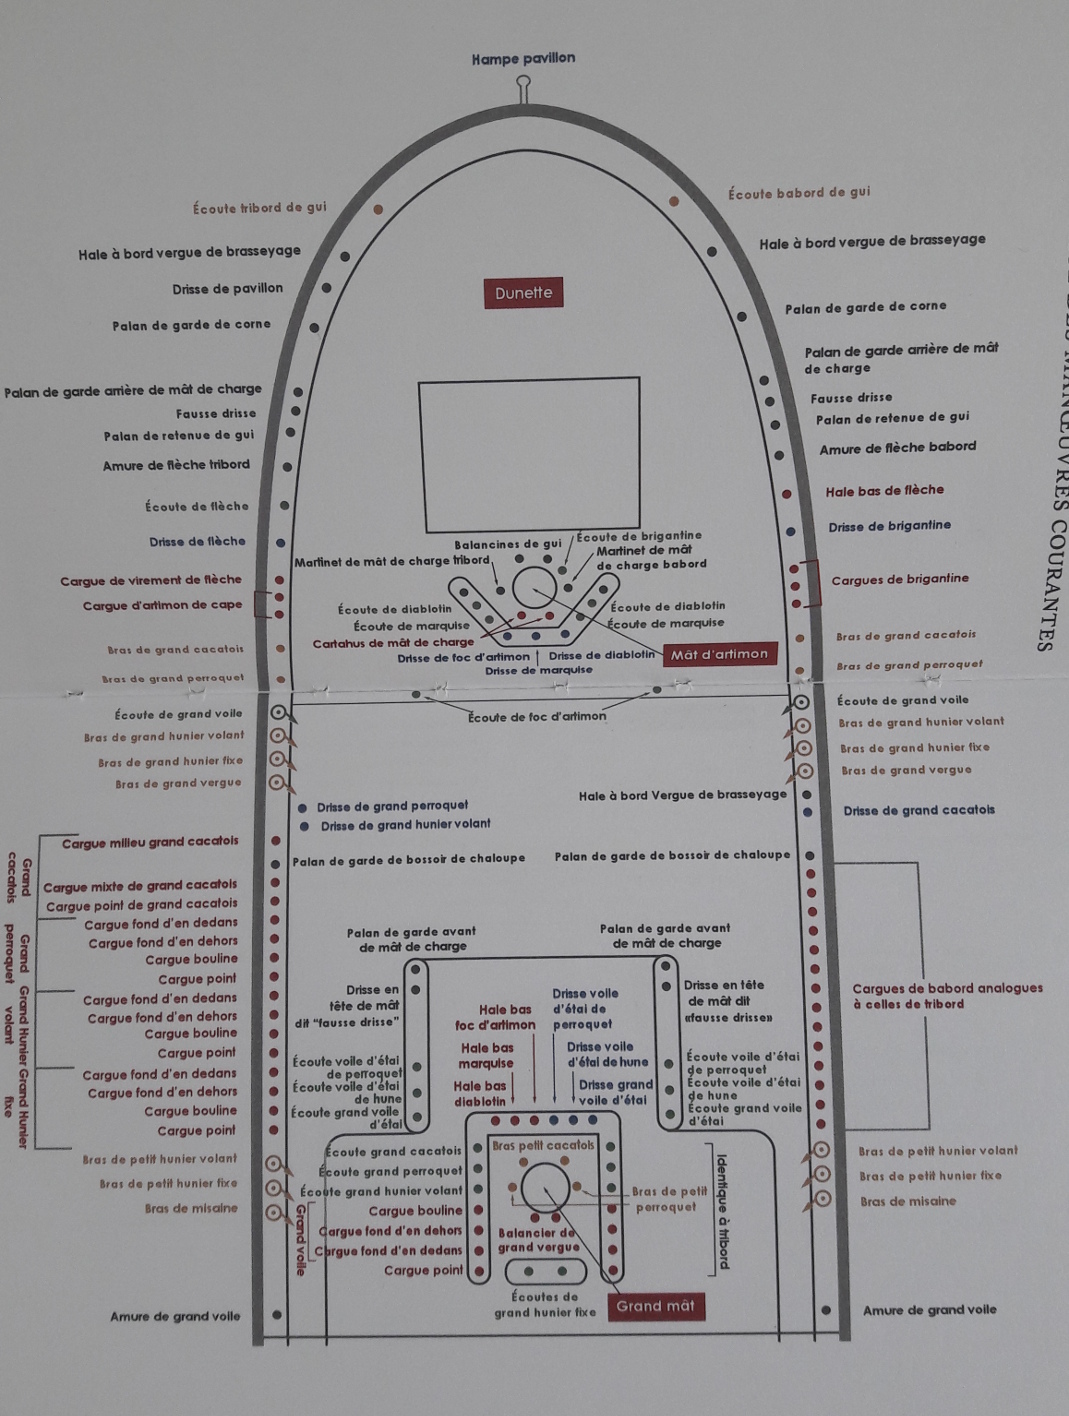 Hampe pavillon
Écoute tribord de gui
Écoute babord de gui
Hale à bord vergue de brasseyage
Hale à bord vergue de brasseyage
Drisse de pavillon
Dunette
Palan de garde de corne
Palan de garde de corne
Palan de garde arrière de mât
de charge
Palan de garde arrière de mât de charge
Fausse drisse
Fausse drisse
Palan de retenue de gui
Palan de retenue de gui
Amure de flèche tribord
Amure de flèche babord
Hale bas de flèche
Écoute de flèche
Drisse de brigantine
Drisse de flèche
Balancines de gui
Écoute de brigantine
Martinet de mât de charge tribord
Martinet de mât
de charge babord
Cargue de virement de flèche
Cargues de brigantine
Cargue d'artimon de cape
Écoute de diablotin
Écoute de diablotin
Écoute de marquise
Écoute de marquise
Cartahus de mât de charge
Bras de grand cacatois
Bras de grand cacatois
Drisse de foc d'artimon
Drisse de diablotin
Mât d'artimon
Drisse de marquise
Bras de grand perroquet
Bras de grand perroquet
Écoute de grand voile
Écoute de foc d'artimon
Écoute de grand voile
Bras de grand hunier volant
Bras de grand hunier volant
Bras de grand hunier fixe
Bras de grand hunier fixe
Bras de grand vergue
Bras de grand vergue
Hale à bord Vergue de brasseyage
Drisse de grand perroquet
Drisse de grand cacatois
Drisse de grand hunier volant
Cargue milieu grand cacatois
Palan de garde de bossoir de chaloupe
Palan de garde de bossoir de chaloupe
Cargue mixte de grand cacatois
Cargue point de grand cacatois
Grand
cacatois
Cargue fond d'en dedans
Cargue fond d'en dehors
Cargue bouline
Cargue point
Grand
perroquet
Cargue fond d'en dedans
Cargue fond d'en dehors
Cargue bouline
Cargue point
Grand Hunier
volant
Cargue fond d'en dedans
Cargue fond d'en dehors
Cargue bouline
Cargue point
Grand Hunier
fixe
Palan de garde avant
de mât de charge
Palan de garde avant
de mât de charge
Drisse en
tête de mât
dit "fausse drisse"
Drisse en tête
de mât dit
«fausse drisse»
Cargues de babord analogues
à celles de tribord
Hale bas
foc d'artimon
Drisse voile
d'étai de
perroquet
Hale bas
marquise
Drisse voile
d'étai de hune
Hale bas
diablotin
Drisse grand
voile d'étai
Écoute voile d'étai
de perroquet
Écoute voile d'étai
de hune
Écoute grand voile
d'étai
Écoute voile d'étai
de perroquet
Écoute voile d'étai
de hune
Écoute grand voile
d'étai
Bras de petit hunier volant
Bras de petit hunier fixe
Bras de misaine
Bras de petit hunier volant
Bras de petit hunier fixe
Bras de misaine
Écoute grand cacatois
Écoute grand perroquet
Écoute grand hunier volant
Cargue bouline
Cargue fond d'en dehors
Cargue fond d'en dedans
Cargue point
Grand voile
Bras petit cacatois
Bras de petit
perroquet
Balancier de
grand vergue
Identique à tribord
Écoutes de
grand hunier fixe
Grand mât
Amure de grand voile
Amure de grand voile
DES MANŒUVRES COURANTES